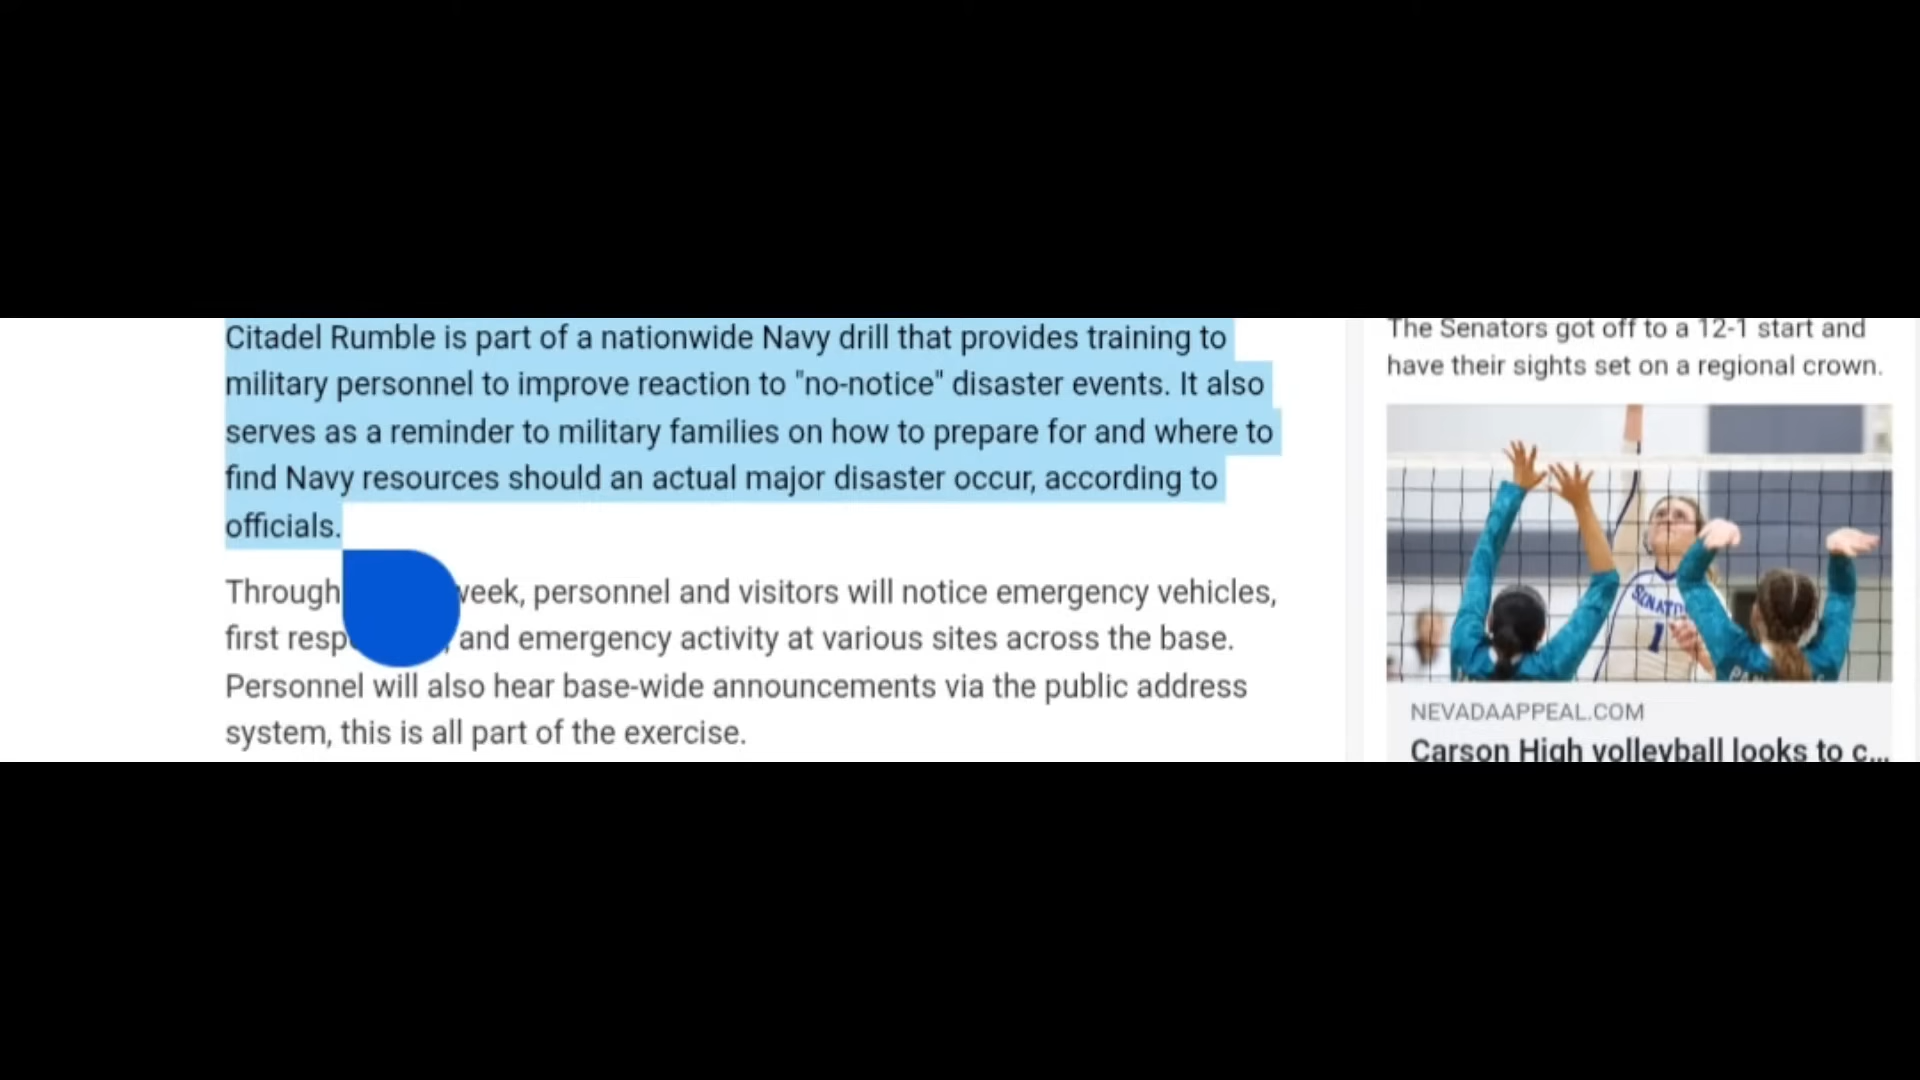 Citadel Rumble is part of a nationwide Navy drill that provides training to
military personnel to improve reaction to "no-notice" disaster events. It also
serves as a reminder to military families on how to prepare for and where to
find Navy resources should an actual major disaster occur, according to
officials.
Through week, personnel and visitors will notice emergency vehicles,
first resp and emergency activity at various sites across the base.
Personnel will also hear base-wide announcements via the public address
system, this is all part of the exercise.
The Senators got off to a 12-1 start and
have their sights set on a regional crown.
SENAT
1
NEVADAAPPEAL.COM
Carson High volleyball looks to c...